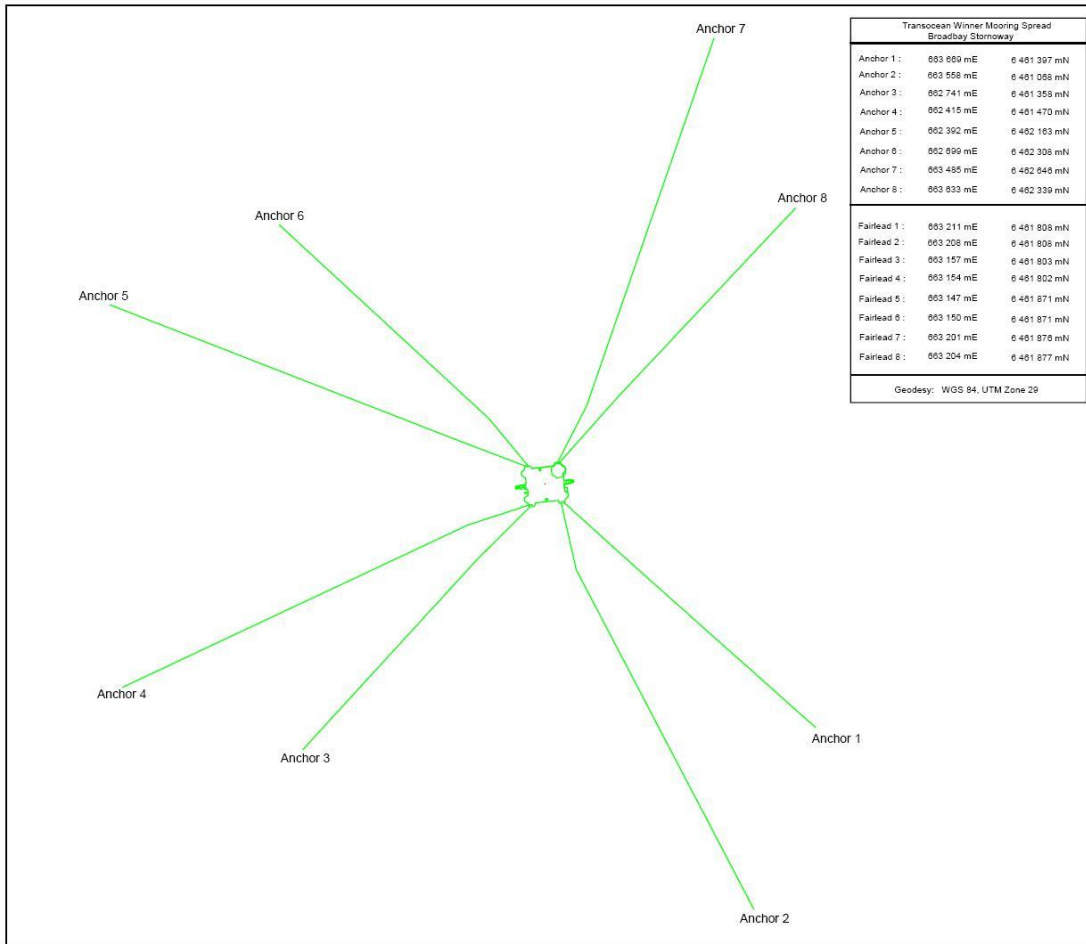 Transocean Winner Mooring Spread
Broadbay Stornoway
Anchor 1 : 663 669 mE 6 461 397 mN
Anchor 2 : 663 558 mE 6 461 068 mN
Anchor 3 : 662 741 mE 6 461 358 mN
Anchor 4 : 662 415 mE 6 461 470 mN
Anchor 5 : 662 392 mE 6 462 163 mN
Anchor 6 : 662 699 mE 6 462 308 mN
Anchor 7 : 663 485 mE 6 462 646 mN
Anchor 8 : 663 633 mE 6 462 339 mN
Fairlead 1 : 663 211 mE 6 461 808 mN
Fairlead 2 : 663 208 mE 6 461 808 mN
Fairlead 3 : 663 157 mE 6 461 803 mN
Fairlead 4 : 663 154 mE 6 461 802 mN
Fairlead 5 : 663 147 mE 6 461 871 mN
Fairlead 6 : 663 150 mE 6 461 871 mN
Fairlead 7 : 663 201 mE 6 461 876 mN
Fairlead 8 : 663 204 mE 6 461 877 mN
Geodesy: WGS 84, UTM Zone 29
Anchor 7
Anchor 8
Anchor 6
Anchor 5
Anchor 4
Anchor 3
Anchor 1
Anchor 2